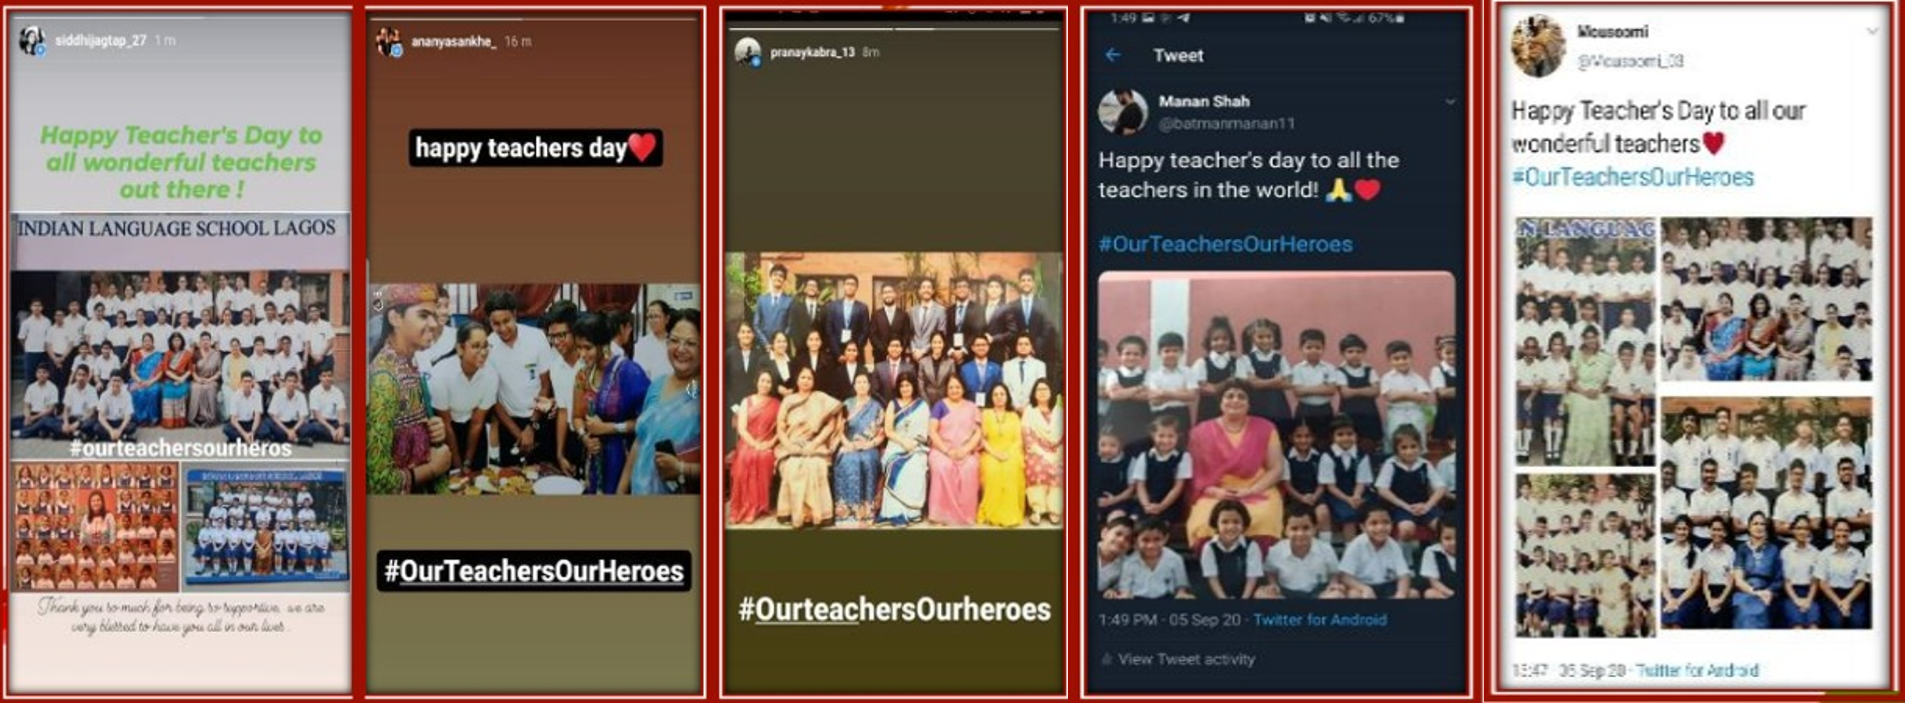 siddhijagtap_27 1 m
Happy Teacher's Day to
all wonderful teachers
out there !
INDIAN LANGUAGE SCHOOL LAGOS
#ourteachersourheros
Thank you so much for being so supportive, we are
very blessed to have you all in our lives.
ananyasankhe_ 16 m
happy teachers day
#OurTeachersOurHeroes
pranaykabra_13 8m
#OurteachersOurheroes
1:49 67%
Tweet
Manan Shah
@batmanmanan11
Happy teacher's day to all the
teachers in the world! 🙏❤️
#OurTeachersOurHeroes
1:49 PM · 05 Sep 20 · Twitter for Android
View Tweet activity
Mousoomi
@Mousoomi_03
Happy Teacher's Day to all our
wonderful teachers♥
#OurTeachersOurHeroes
N LANGUAG
15:47 · 05 Sep 20 · Twitter for Android